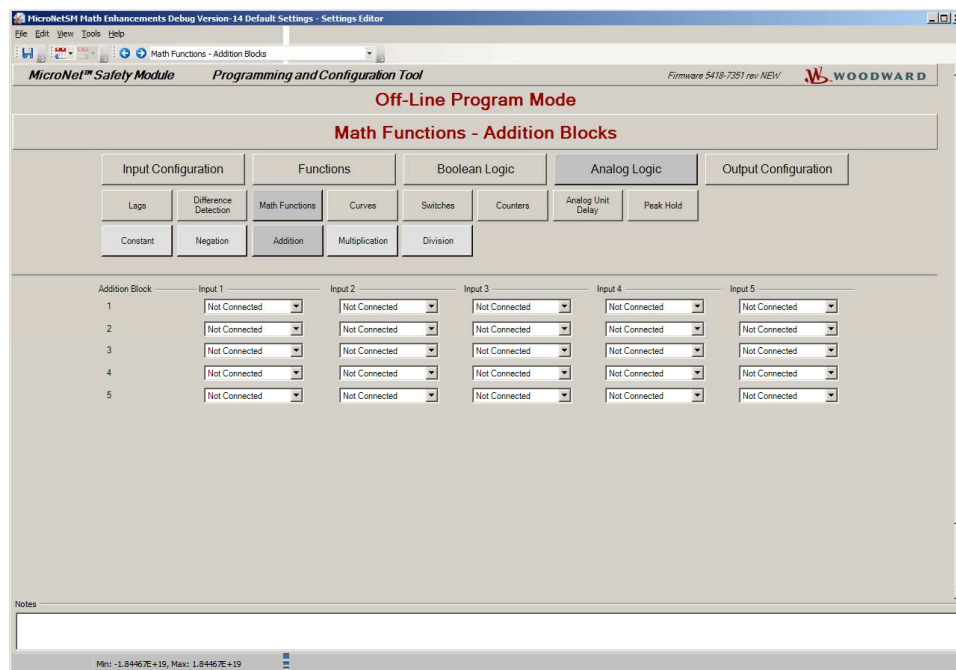 MicroNetSM Math Enhancements Debug Version-14 Default Settings - Settings Editor
File Edit View Tools Help
Math Functions - Addition Blocks
MicroNet™ Safety Module Programming and Configuration Tool Firmware 5418-7351 rev NEW WOODWARD
Off-Line Program Mode
Math Functions - Addition Blocks
Input Configuration Functions Boolean Logic Analog Logic Output Configuration
Lags Difference Detection Math Functions Curves Switches Counters Analog Unit Delay Peak Hold
Constant Negation Addition Multiplication Division
Addition Block Input 1 Input 2 Input 3 Input 4 Input 5
1 Not Connected Not Connected Not Connected Not Connected Not Connected
2 Not Connected Not Connected Not Connected Not Connected Not Connected
3 Not Connected Not Connected Not Connected Not Connected Not Connected
4 Not Connected Not Connected Not Connected Not Connected Not Connected
5 Not Connected Not Connected Not Connected Not Connected Not Connected
Notes
Min: -1.84467E+19, Max: 1.84467E+19